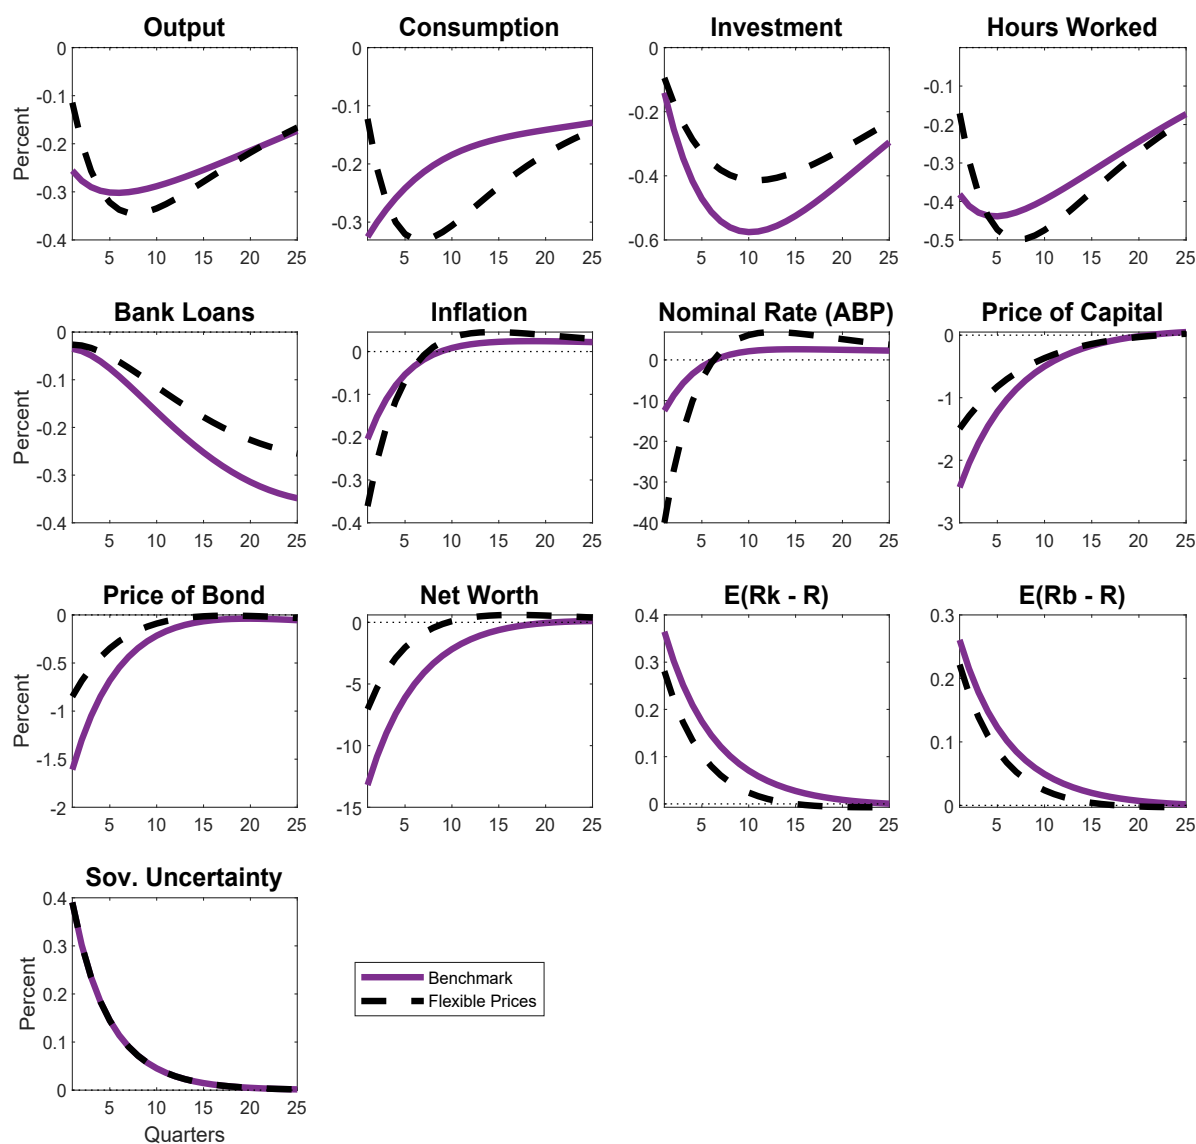 Output Consumption Investment Hours Worked
0 0 0 0
-0.1 -0.1 -0.2 -0.1
-0.2 -0.2 -0.4 -0.2
-0.3 -0.3 -0.6 -0.3
-0.4 -0.4
-0.5
Percent
5 10 15 20 25 5 10 15 20 25 5 10 15 20 25 5 10 15 20 25
Bank Loans Inflation Nominal Rate (ABP) Price of Capital
0 0 0 0
-0.1 -0.1 -10 -1
-0.2 -0.2 -20 -2
-0.3 -0.3 -30 -3
-0.4 -0.4 -40
Percent
5 10 15 20 25 5 10 15 20 25 5 10 15 20 25 5 10 15 20 25
Price of Bond Net Worth E(Rk - R) E(Rb - R)
0 0 0.4 0.3
-0.5 -5 0.3 0.2
-1 -10 0.2 0.1
-1.5 -15 0.1 0
-2 0
Percent
5 10 15 20 25 5 10 15 20 25 5 10 15 20 25 5 10 15 20 25
Sov. Uncertainty
0.4
0.3
0.2
0.1
0
Percent
5 10 15 20 25
Quarters
Benchmark
Flexible Prices